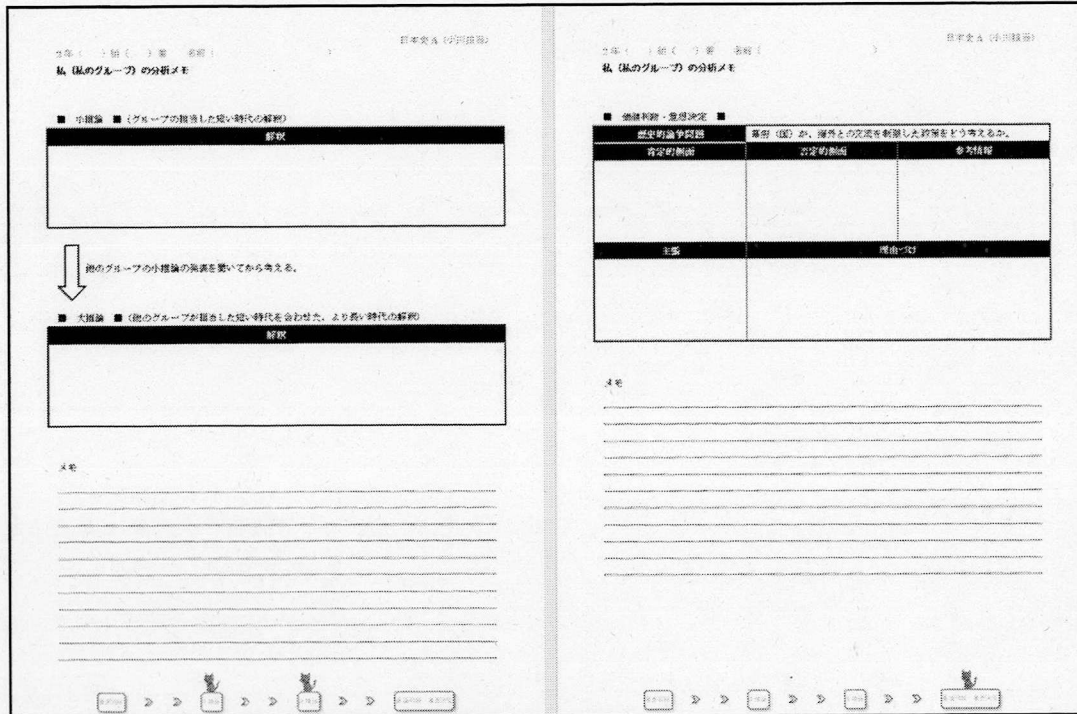 日本史A（小川担当）
2年（　）組（　）番　名前（　）
私（私のグループ）の分析メモ
■　小推論　■（グループの担当した短い時代の解釈）
解釈
他のグループの小推論の発表を聞いてから考える。
■　大推論　■（他のグループが担当した短い時代を合わせた、より長い時代の解釈）
解釈
メモ
日本史A（小川担当）
2年（　）組（　）番　名前（　）
私（私のグループ）の分析メモ
■　価値判断・意思決定　■
歴史的論争問題　幕府（国）が、海外との交流を制限した政策をどう考えるか。
肯定的側面　否定的側面　参考情報
主張　理由づけ
メモ